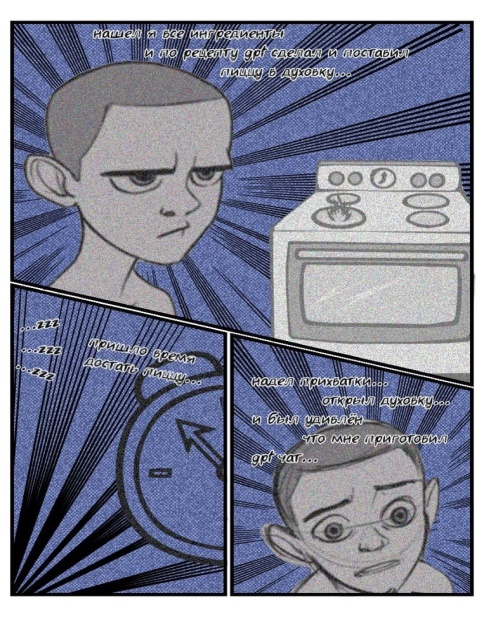 нашел я все ингредиенты
и по рецепту gpt сделал и поставил
пиццу в духовку...
...zzz
...zzz
...zzz
пришло время
достать пиццу...
надел прихватки...
открыл духовку...
и был удивлён
что мне приготовил
gpt чат...